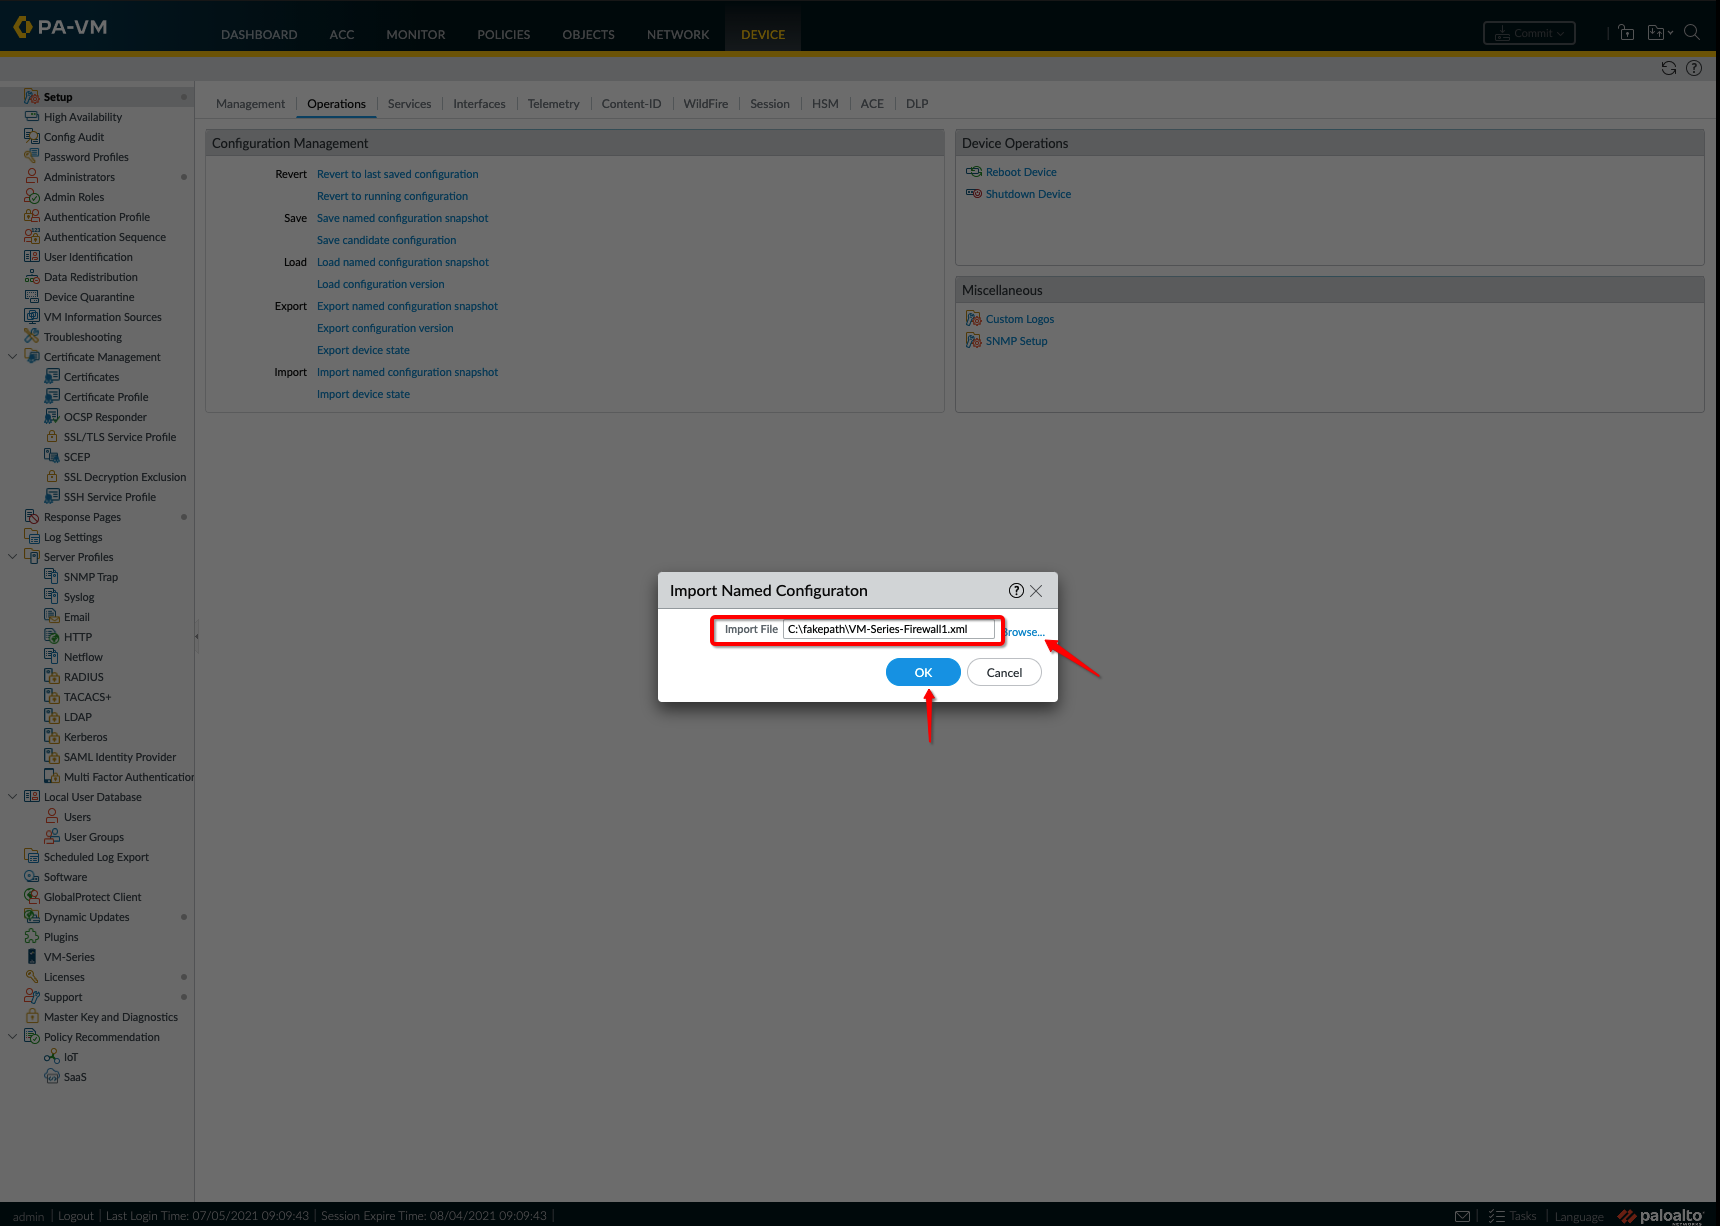 PA-VM
DASHBOARD ACC MONITOR POLICIES OBJECTS NETWORK DEVICE
Commit
Setup
High Availability
Config Audit
Password Profiles
Administrators
Admin Roles
Authentication Profile
Authentication Sequence
User Identification
Data Redistribution
Device Quarantine
VM Information Sources
Troubleshooting
Certificate Management
Certificates
Certificate Profile
OCSP Responder
SSL/TLS Service Profile
SCEP
SSL Decryption Exclusion
SSH Service Profile
Response Pages
Log Settings
Server Profiles
SNMP Trap
Syslog
Email
HTTP
Netflow
RADIUS
TACACS+
LDAP
Kerberos
SAML Identity Provider
Multi Factor Authentication
Local User Database
Users
User Groups
Scheduled Log Export
Software
GlobalProtect Client
Dynamic Updates
Plugins
VM-Series
Licenses
Support
Master Key and Diagnostics
Policy Recommendation
IoT
SaaS
Management Operations Services Interfaces Telemetry Content-ID WildFire Session HSM ACE DLP
Configuration Management
Revert Revert to last saved configuration
Revert to running configuration
Save Save named configuration snapshot
Save candidate configuration
Load Load named configuration snapshot
Load configuration version
Export Export named configuration snapshot
Export configuration version
Export device state
Import Import named configuration snapshot
Import device state
Device Operations
Reboot Device
Shutdown Device
Miscellaneous
Custom Logos
SNMP Setup
Import Named Configuraton
Import File C:\fakepath\VM-Series-Firewall1.xml Browse...
OK Cancel
admin | Logout | Last Login Time: 07/05/2021 09:09:43 | Session Expire Time: 08/04/2021 09:09:43 |
Tasks | Language
paloalto
NETWORKS